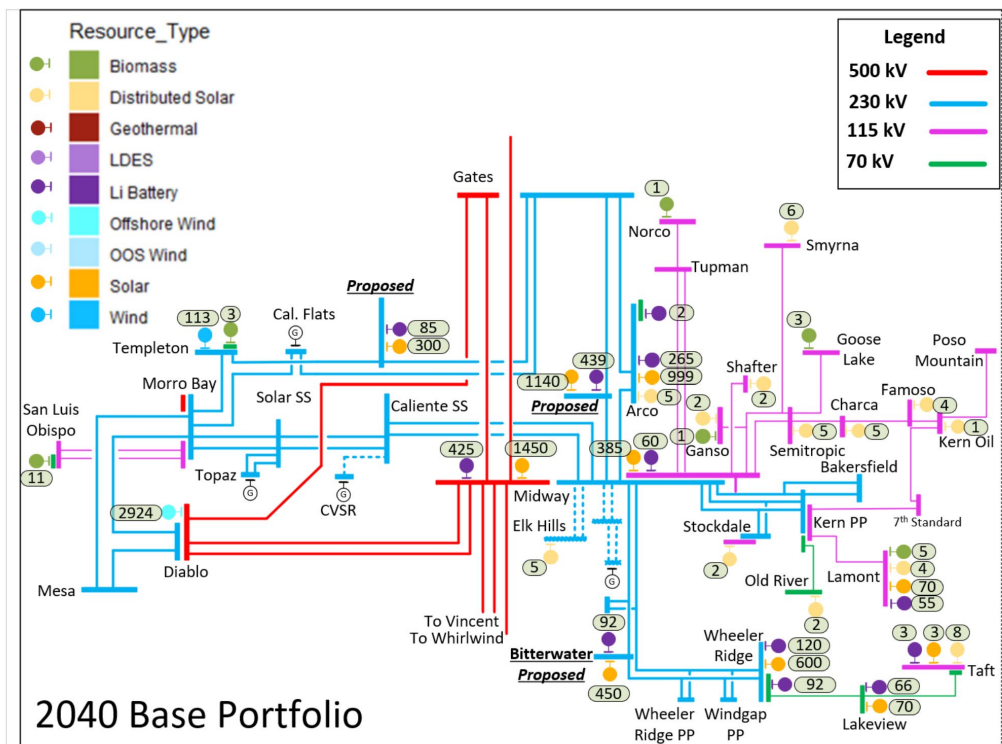 Resource_Type
Biomass
Distributed Solar
Geothermal
LDES
Li Battery
Offshore Wind
OOS Wind
Solar
Wind
Legend
500 kV
230 kV
115 kV
70 kV
Gates
1
Norco
6
Smyrna
Tupman
Proposed
Cal. Flats
G
85
300
113
3
Templeton
2
3
Goose
Lake
Poso
Mountain
439
1140
Proposed
265
999
5
Arco
Shafter
2
Morro Bay
Solar SS
Caliente SS
San Luis
Obispo
11
2
1
Ganso
Famoso
4
Charca
1
Kern Oil
5
Semitropic
5
425
1450
385
60
Bakersfield
Topaz
G
G
CVSR
Midway
Elk Hills
5
G
Stockdale
2
Kern PP
7th Standard
2924
Diablo
Mesa
Old River
2
Lamont
5
4
70
55
To Vincent
To Whirlwind
92
Bitterwater
Proposed
450
Wheeler
Ridge
120
600
92
3
3
8
Taft
66
70
Lakeview
Wheeler
Ridge PP
Windgap
PP
2040 Base Portfolio